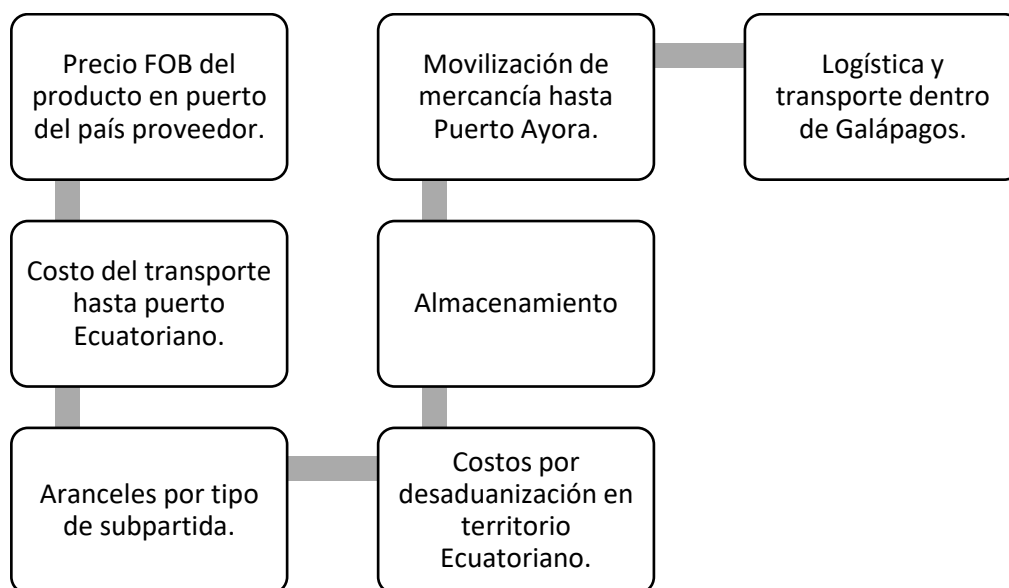 Precio FOB del
producto en puerto
del país proveedor.
Costo del transporte
hasta puerto
Ecuatoriano.
Aranceles por tipo
de subpartida.
Costos por
desaduanización en
territorio
Ecuatoriano.
Almacenamiento
Movilización de
mercancía hasta
Puerto Ayora.
Logística y
transporte dentro
de Galápagos.